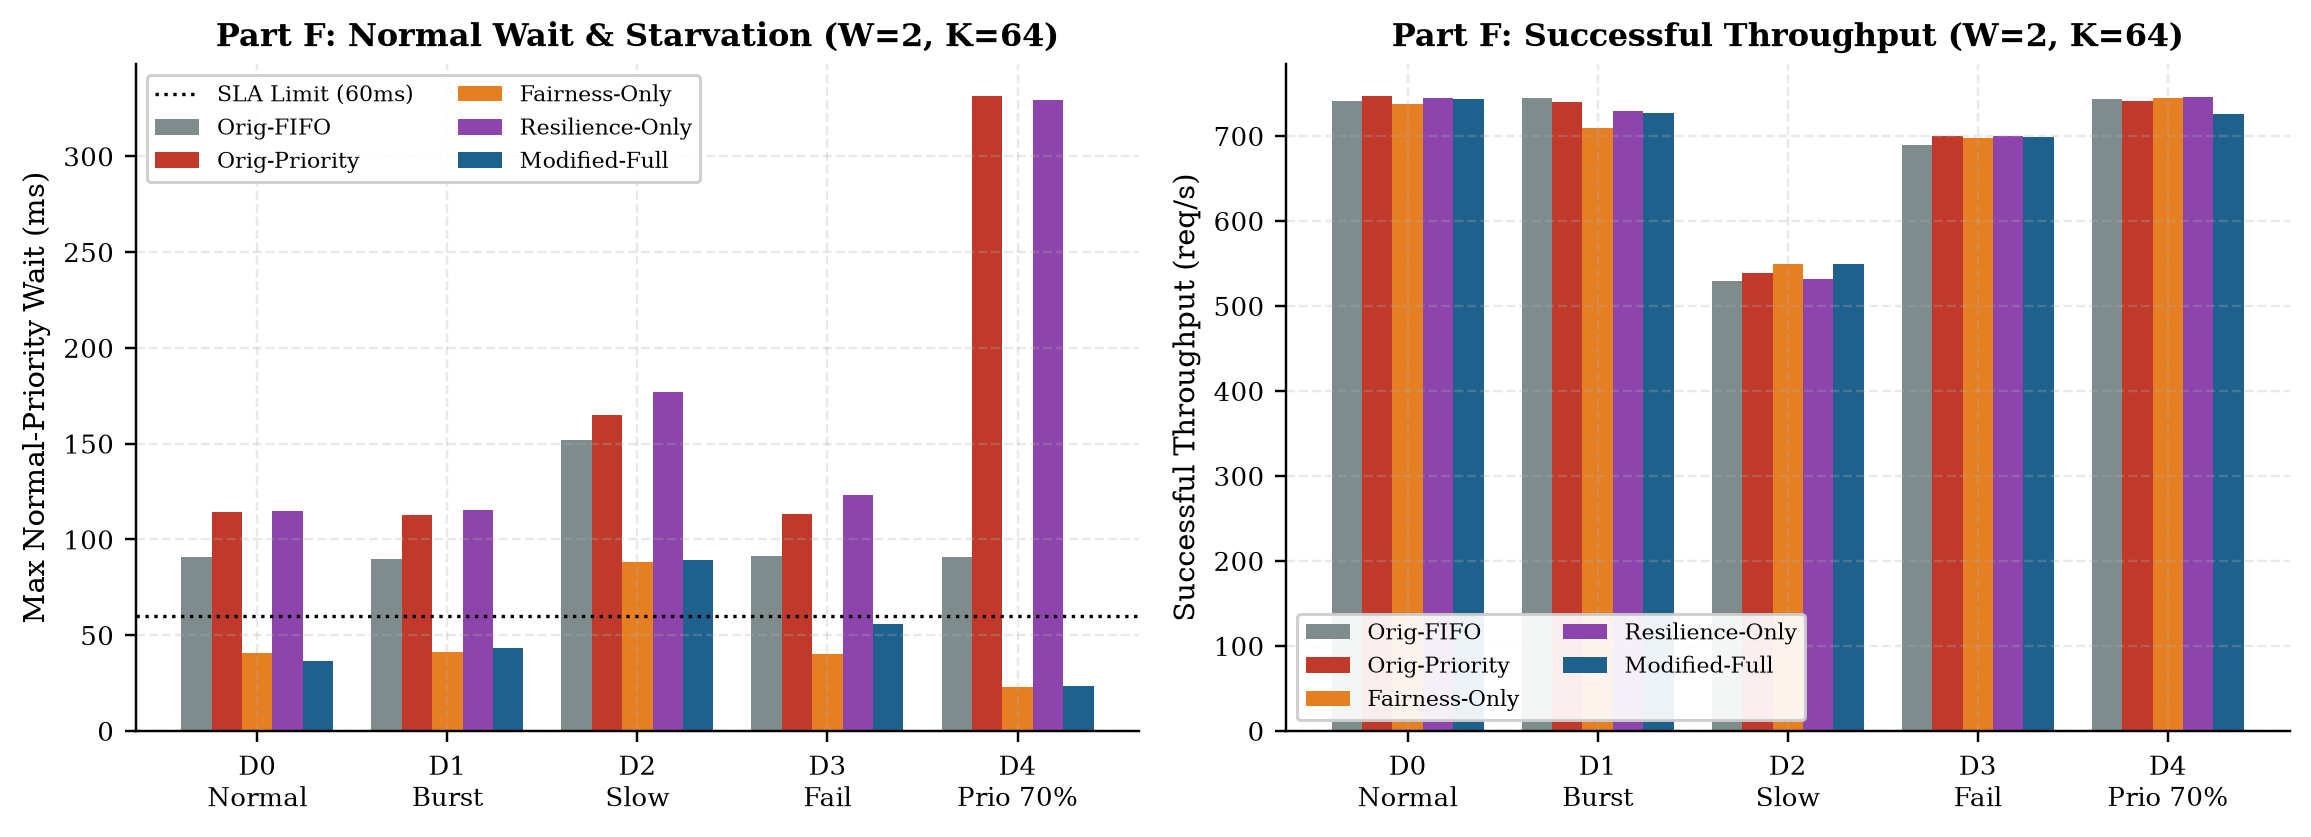 Part F: Normal Wait & Starvation (W=2, K=64)
Max Normal-Priority Wait (ms)
300
250
200
150
100
50
0
SLA Limit (60ms)
Orig-FIFO
Orig-Priority
Fairness-Only
Resilience-Only
Modified-Full
D0
Normal
D1
Burst
D2
Slow
D3
Fail
D4
Prio 70%
Part F: Successful Throughput (W=2, K=64)
Successful Throughput (req/s)
700
600
500
400
300
200
100
0
Orig-FIFO
Orig-Priority
Fairness-Only
Resilience-Only
Modified-Full
D0
Normal
D1
Burst
D2
Slow
D3
Fail
D4
Prio 70%